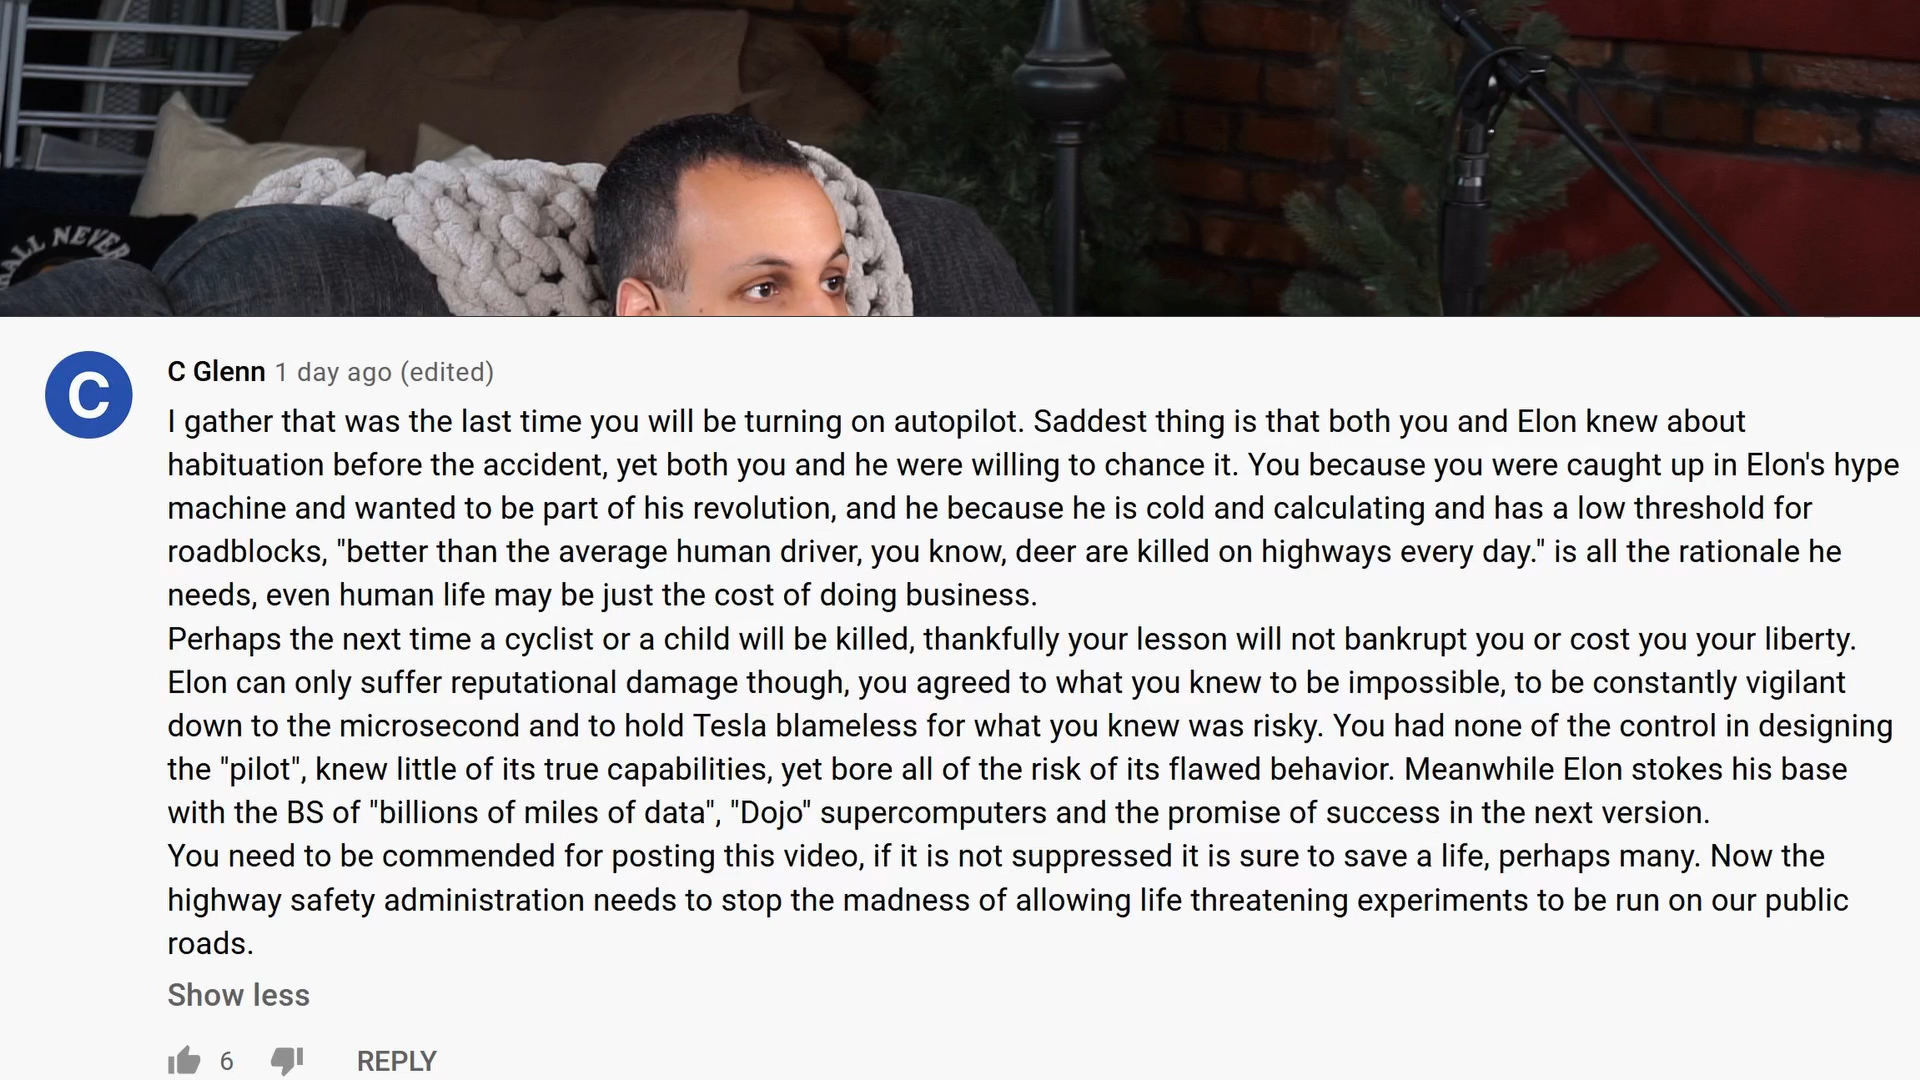 ALL NEVER
C
C Glenn 1 day ago (edited)
I gather that was the last time you will be turning on autopilot. Saddest thing is that both you and Elon knew about
habituation before the accident, yet both you and he were willing to chance it. You because you were caught up in Elon's hype
machine and wanted to be part of his revolution, and he because he is cold and calculating and has a low threshold for
roadblocks, "better than the average human driver, you know, deer are killed on highways every day." is all the rationale he
needs, even human life may be just the cost of doing business.
Perhaps the next time a cyclist or a child will be killed, thankfully your lesson will not bankrupt you or cost you your liberty.
Elon can only suffer reputational damage though, you agreed to what you knew to be impossible, to be constantly vigilant
down to the microsecond and to hold Tesla blameless for what you knew was risky. You had none of the control in designing
the "pilot", knew little of its true capabilities, yet bore all of the risk of its flawed behavior. Meanwhile Elon stokes his base
with the BS of "billions of miles of data", "Dojo" supercomputers and the promise of success in the next version.
You need to be commended for posting this video, if it is not suppressed it is sure to save a life, perhaps many. Now the
highway safety administration needs to stop the madness of allowing life threatening experiments to be run on our public
roads.
Show less
6 REPLY